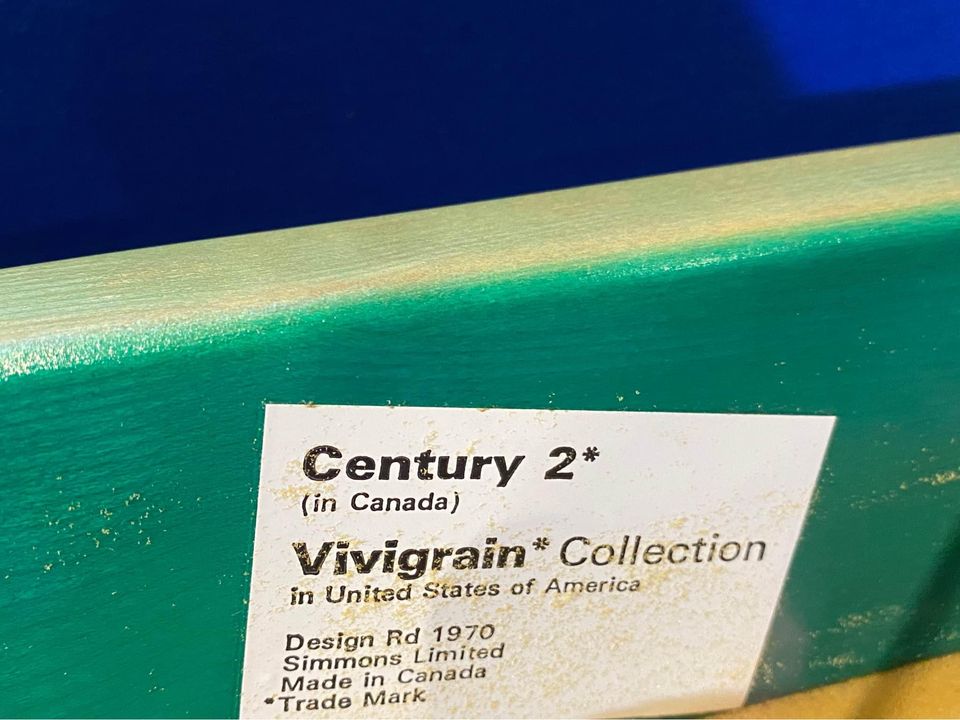 Century 2*
(in Canada)
Vivigrain* Collection
in United States of America
Design Rd 1970
Simmons Limited
Made in Canada
*Trade Mark